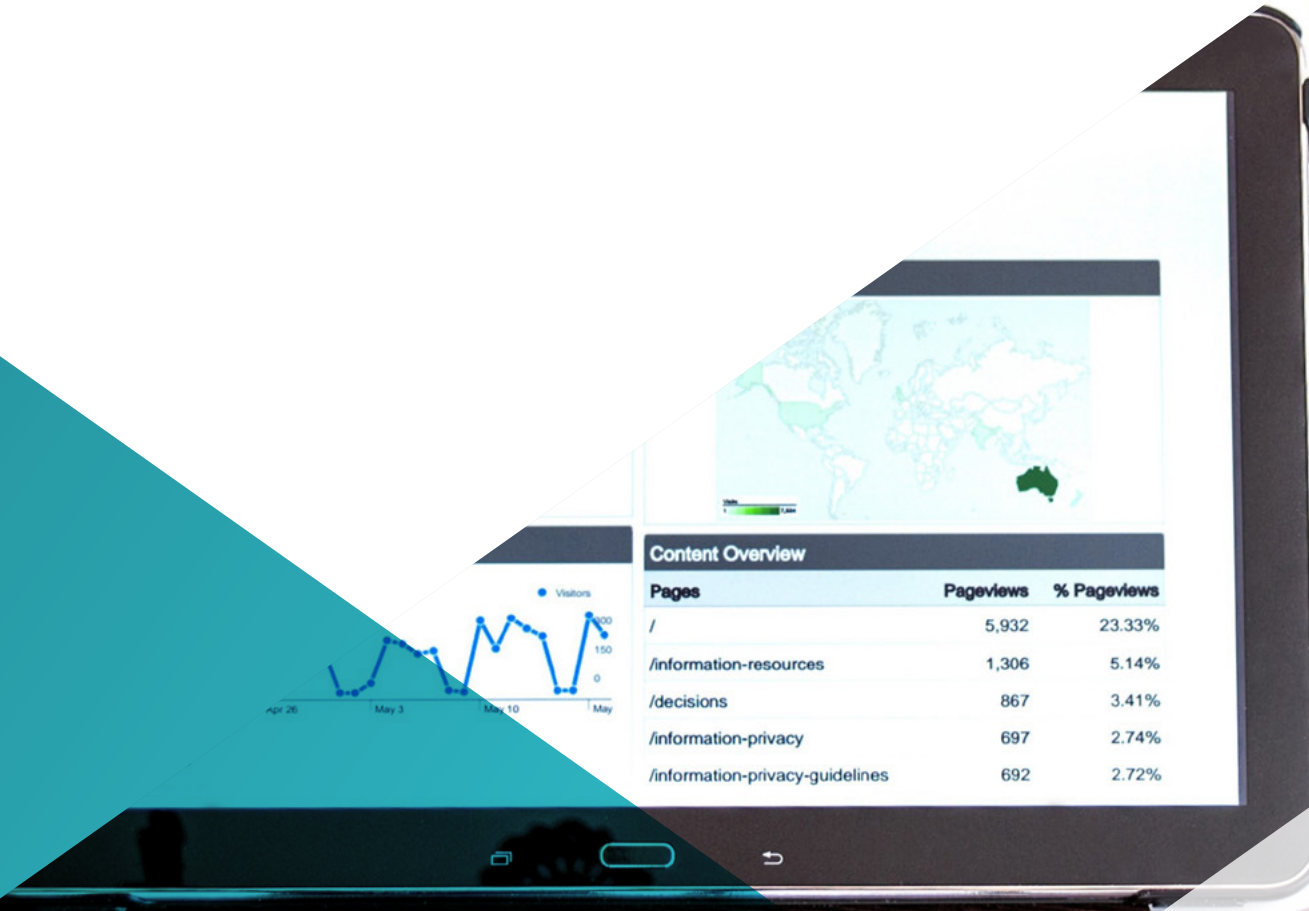 Visits
1
Visitors
300
150
0
Apr 26
May 3
May 10
May
Content Overview
Pages Pageviews % Pageviews
/ 5,932 23.33%
/information-resources 1,306 5.14%
/decisions 867 3.41%
/information-privacy 697 2.74%
/information-privacy-guidelines 692 2.72%